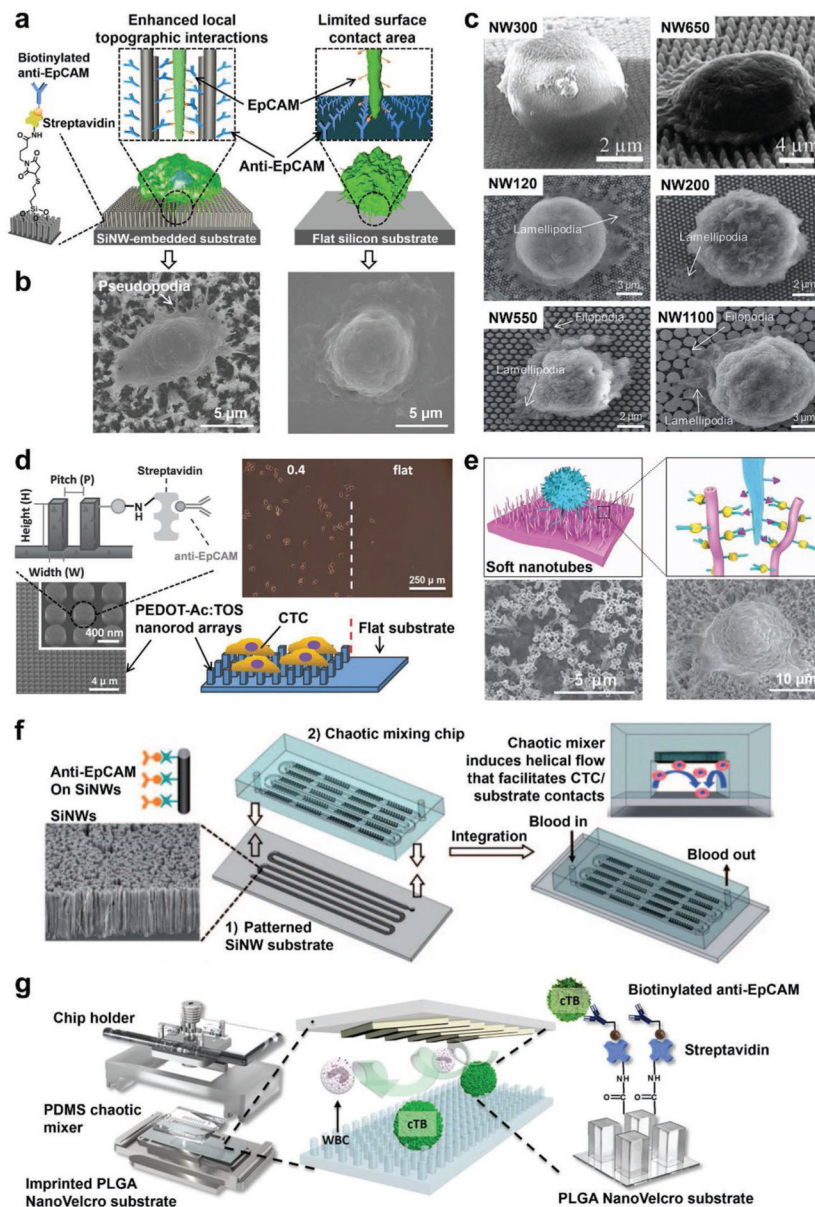 a
Enhanced local
topographic interactions
Limited surface
contact area
Biotinylated
anti-EpCAM
Streptavidin
NH
O
O
N
O
S
Si
O
O
O
EpCAM
Anti-EpCAM
SiNW-embedded substrate
Flat silicon substrate
b
Pseudopodia
5 µm
5 µm
c
NW300
2 µm
NW650
4 µm
NW120
Lamellipodia
3 µm
NW200
Lamellipodia
2 µm
NW550
Filopodia
Lamellipodia
2 µm
NW1100
Filopodia
Lamellipodia
3 µm
d
Pitch (P)
Height (H)
Width (W)
Streptavidin
N
H
anti-EpCAM
0.4
flat
250 µ m
400 nm
4 µ m
PEDOT-Ac:TOS
nanorod arrays
CTC
Flat substrate
e
Soft nanotubes
5 µm
10 µm
f
Anti-EpCAM
On SiNWs
SiNWs
2) Chaotic mixing chip
1) Patterned
SiNW substrate
Integration
Chaotic mixer
induces helical flow
that facilitates CTC/
substrate contacts
Blood in
Blood out
g
Chip holder
PDMS chaotic
mixer
Imprinted PLGA
NanoVelcro substrate
WBC
cTB
cTB
cTB
Biotinylated anti-EpCAM
Streptavidin
NH
NH
O=C
O=C
PLGA NanoVelcro substrate